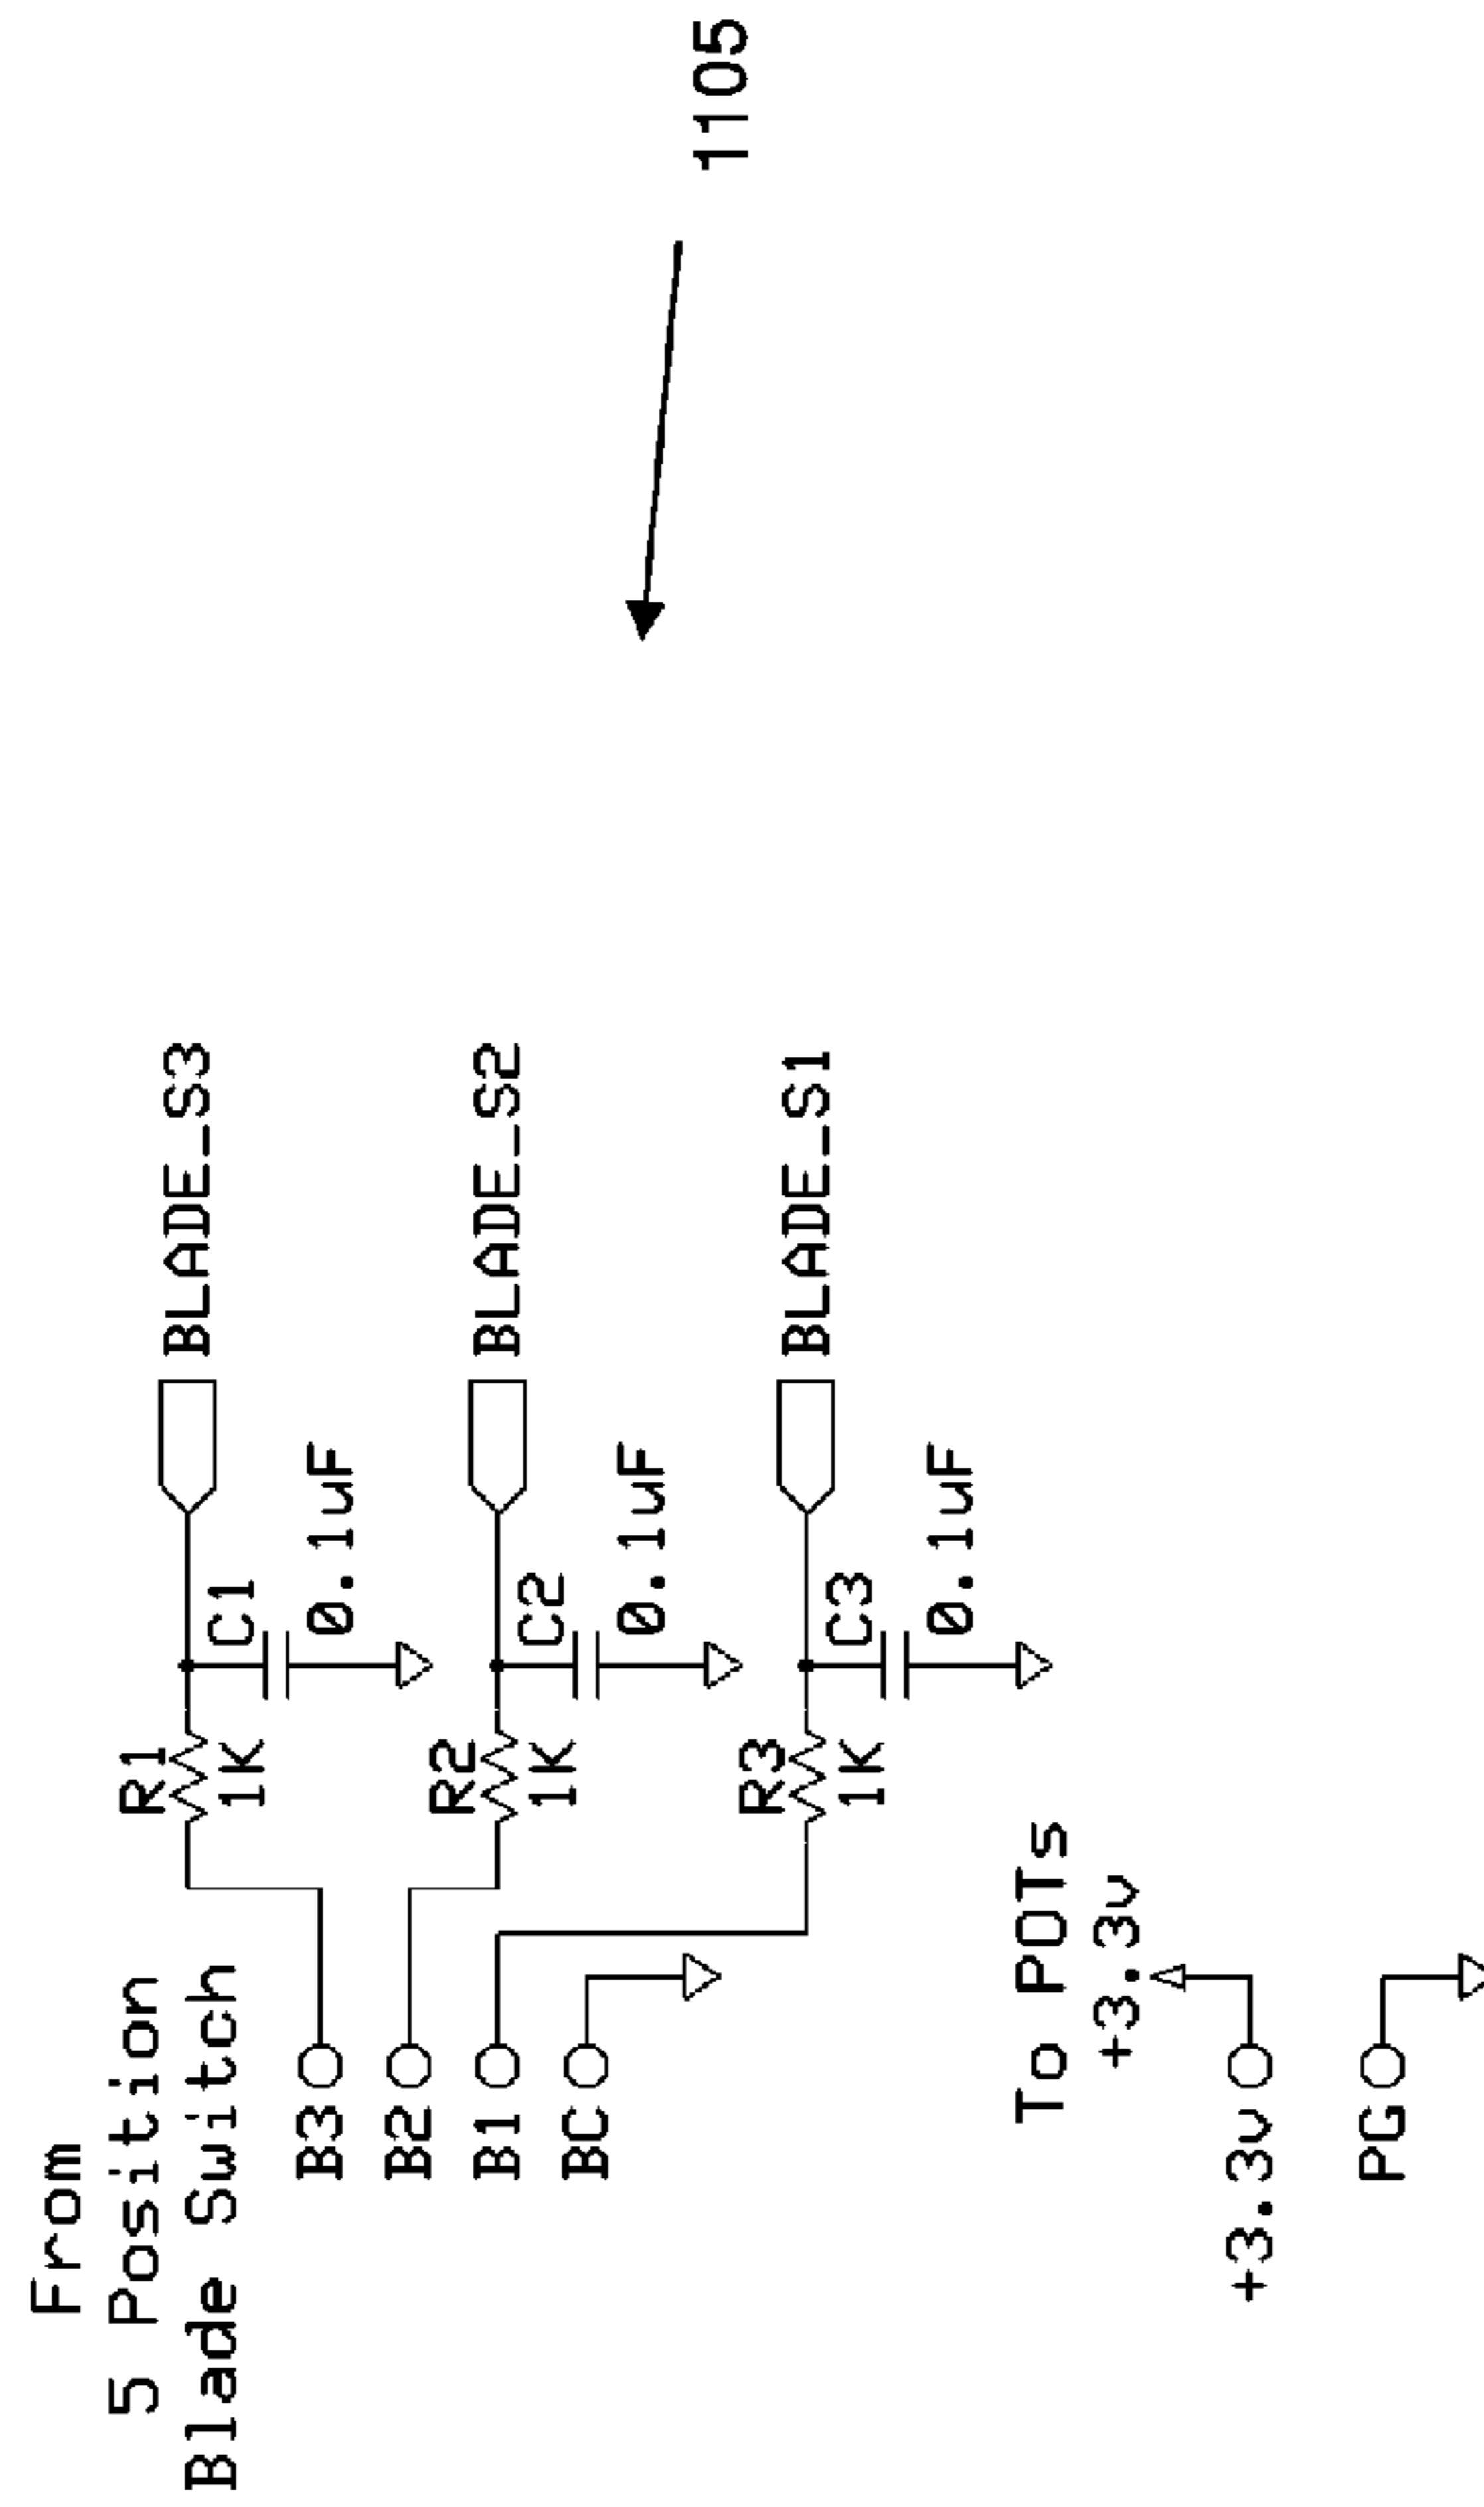 From
5 Position
Blade Switch
R1
1K
C1
0.1uF
BLADE_S3
B3
B2
R2
1K
C2
0.1uF
BLADE_S2
B1
BC
R3
1K
C3
0.1uF
BLADE_S1
To POTs
+3.3v
+3.3v
PG
1105